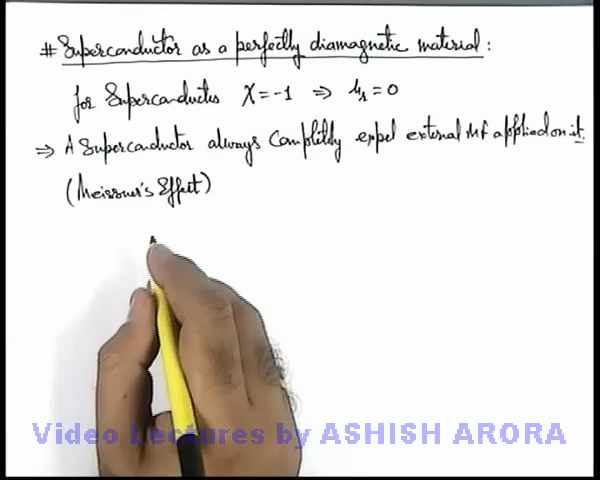 # Superconductor as a perfectly diamagnetic material :
for Superconductors χ = -1 ⇒ μr = 0
⇒ A Superconductor always Completely expel external MF applied on it.
(Meissner's Effect)
Video Lectures by ASHISH ARORA